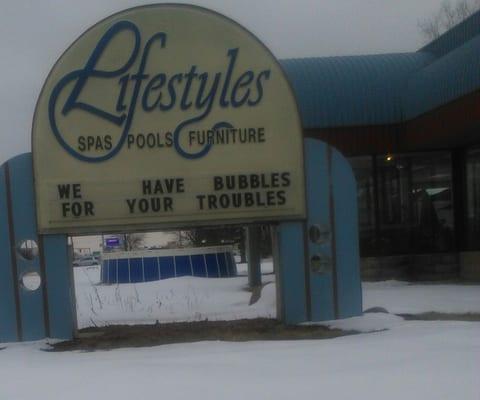 Lifestyles
SPAS POOLS FURNITURE
WE HAVE BUBBLES
FOR YOUR TROUBLES